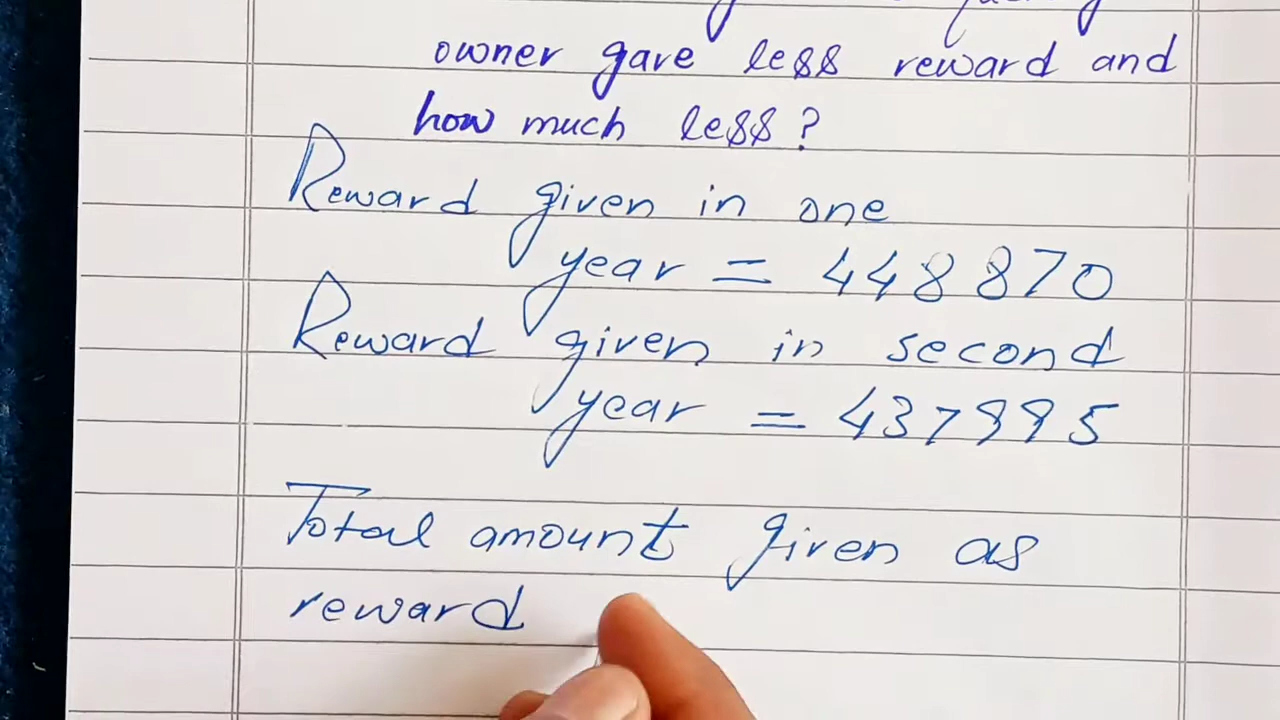 owner gave less reward and
how much less?
Reward given in one
year = 448870
Reward given in second
year = 437995
Total amount given as
reward